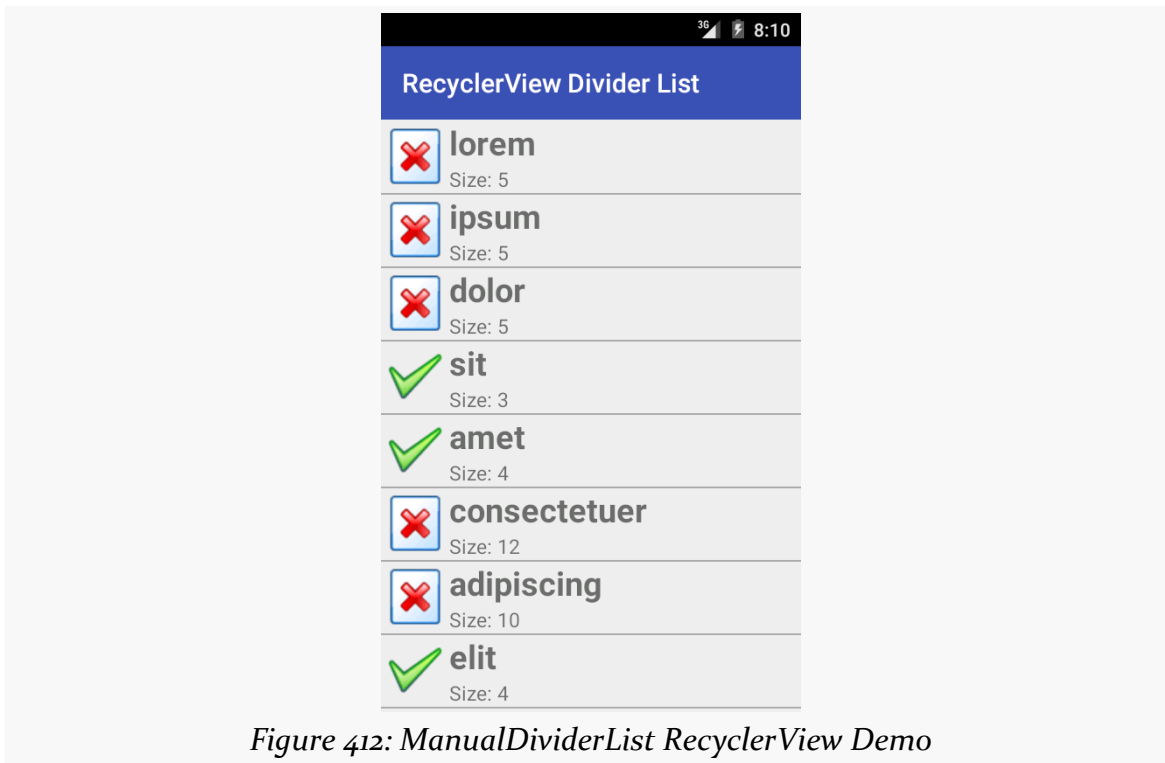 3G 8:10
RecyclerView Divider List
lorem
Size: 5
ipsum
Size: 5
dolor
Size: 5
sit
Size: 3
amet
Size: 4
consectetuer
Size: 12
adipiscing
Size: 10
elit
Size: 4
Figure 412: ManualDividerList RecyclerView Demo